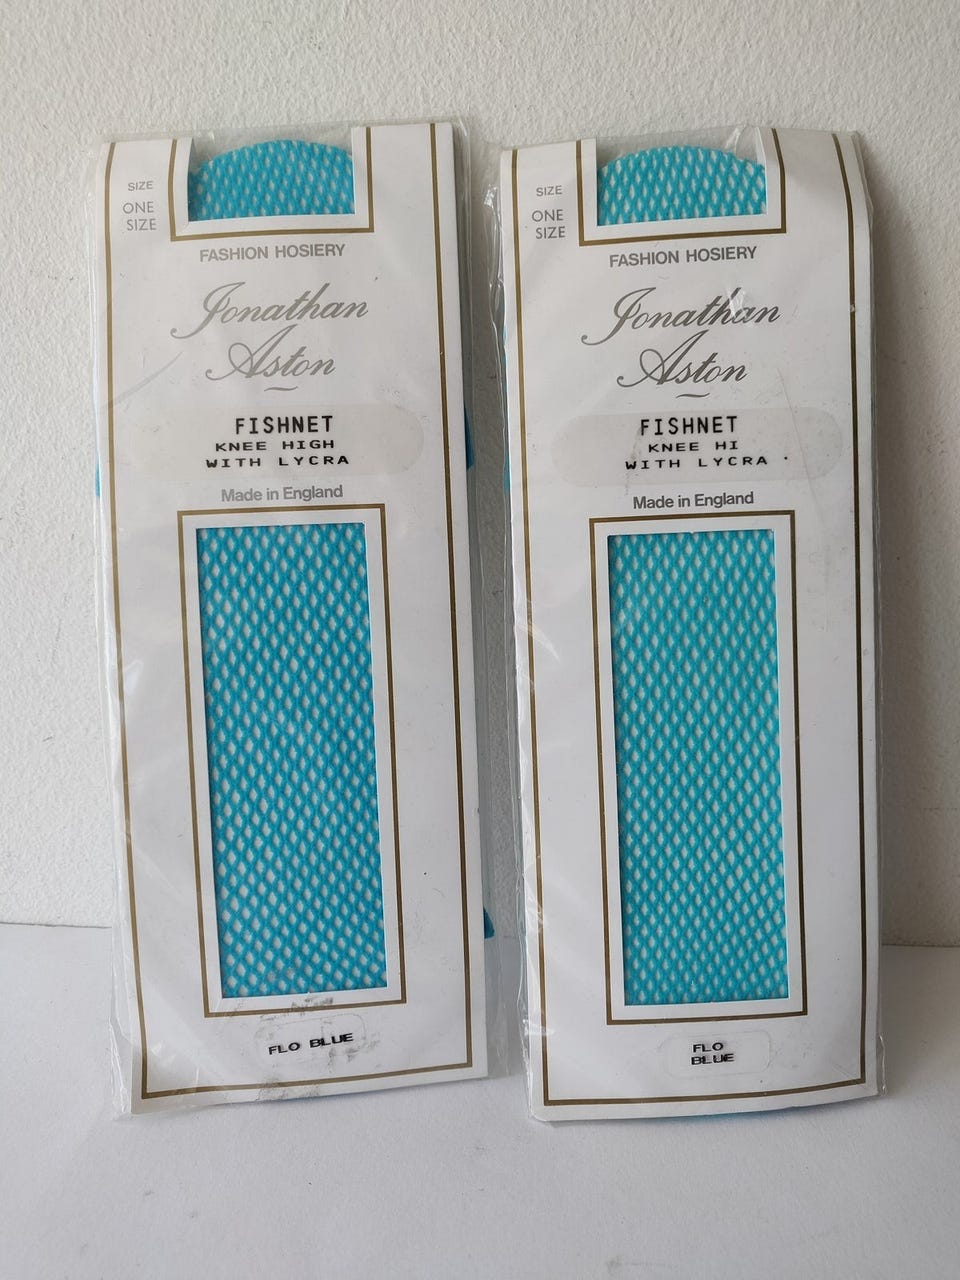 SIZE
ONE
SIZE
FASHION HOSIERY
Jonathan
Aston
FISHNET
KNEE HIGH
WITH LYCRA
Made in England
FLO BLUE
SIZE
ONE
SIZE
FASHION HOSIERY
Jonathan
Aston
FISHNET
KNEE HI
WITH LYCRA
Made in England
FLO
BLUE